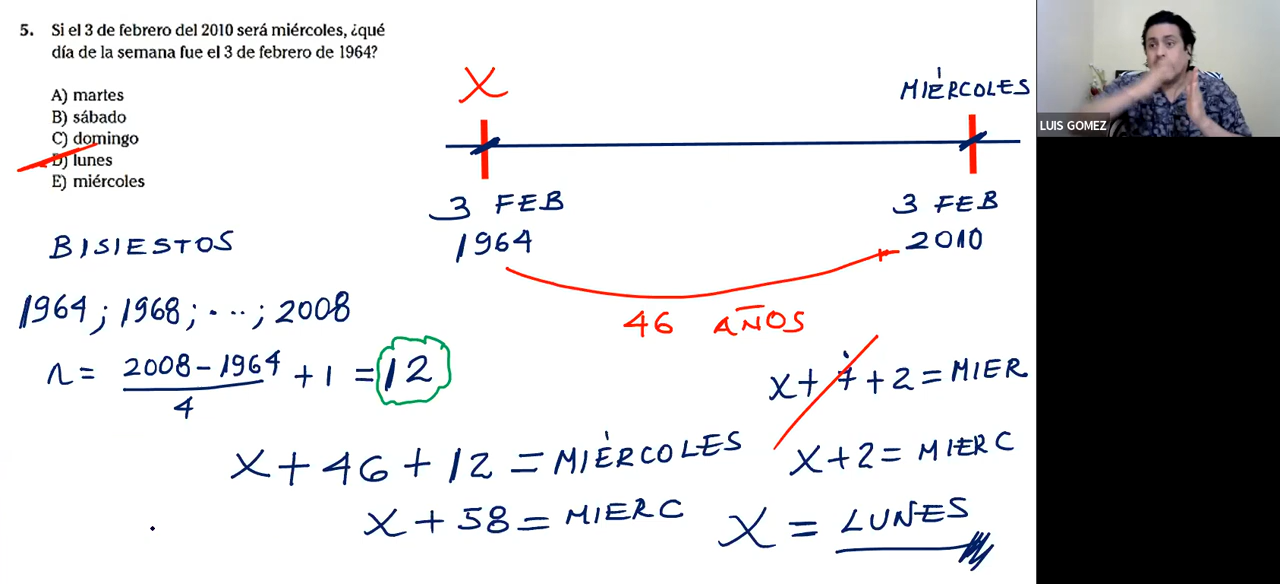 5. Si el 3 de febrero del 2010 será miércoles, ¿qué
día de la semana fue el 3 de febrero de 1964?
A) martes
B) sábado
C) domingo
D) lunes
E) miércoles
X
MIÉRCOLES
LUIS GOMEZ
3 FEB
1964
3 FEB
2010
46 AÑOS
BISIESTOS
1964; 1968; ...; 2008
n = (2008 - 1964)/4 + 1 = 12
x + 7̇ + 2 = MIER
x + 46 + 12 = MIÉRCOLES
x + 2 = MIERC
x + 58 = MIERC
X = LUNES